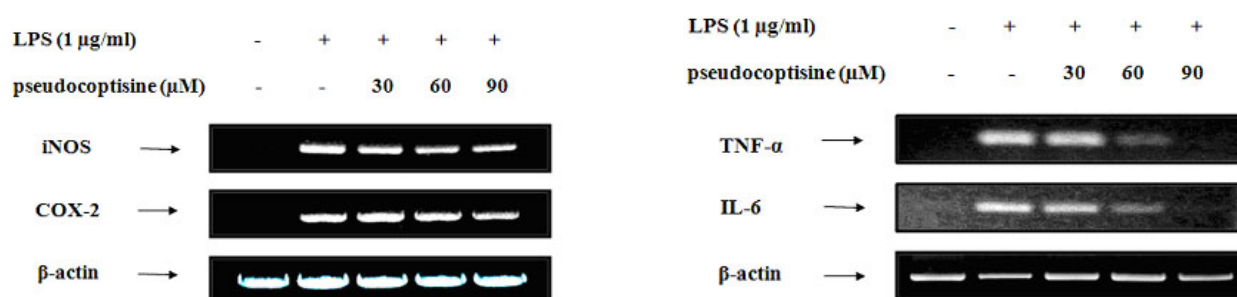 LPS (1 µg/ml) - + + + +
pseudocoptisine (µM) - - 30 60 90
iNOS
COX-2
β-actin
LPS (1 µg/ml) - + + + +
pseudocoptisine (µM) - - 30 60 90
TNF-α
IL-6
β-actin